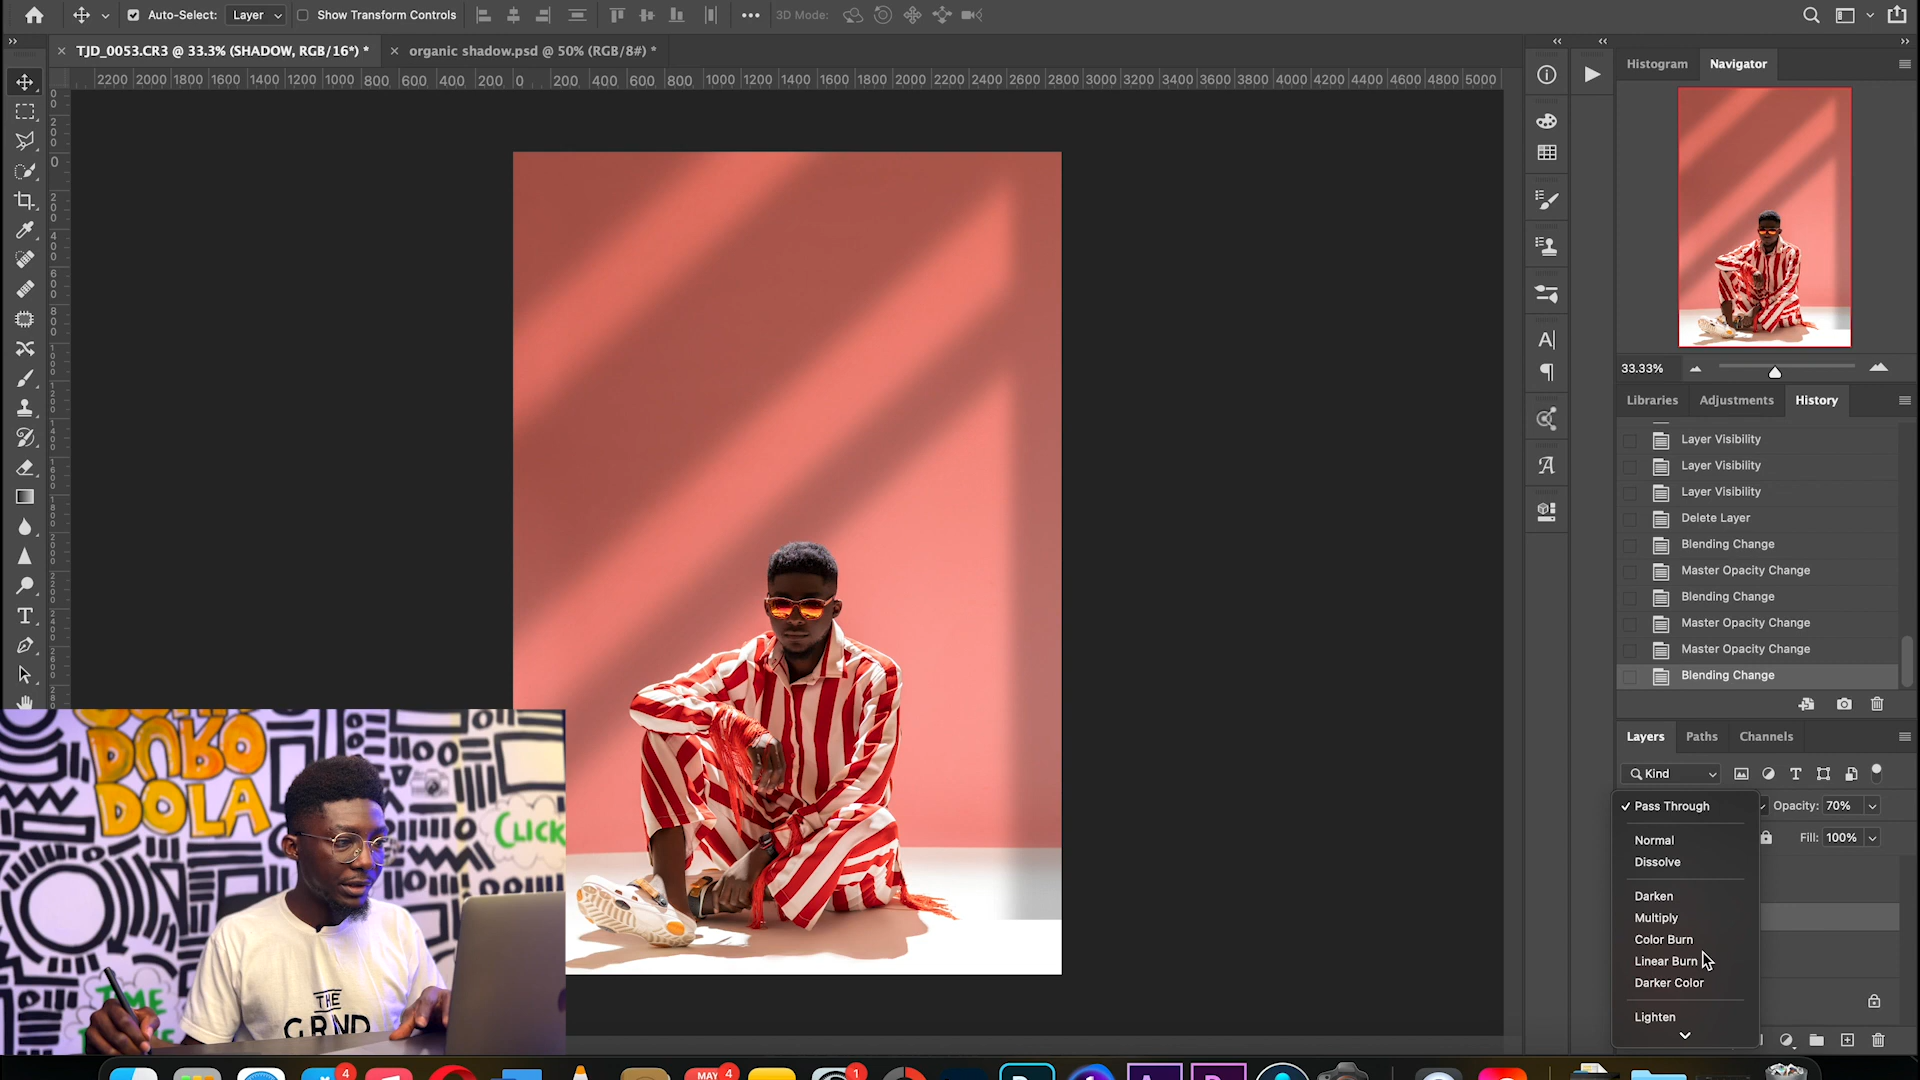 Auto-Select: Layer Show Transform Controls 3D Mode:
TJD_0053.CR3 @ 33.3% (SHADOW, RGB/16*) * organic shadow.psd @ 50% (RGB/8#) *
2200 2000 1800 1600 1400 1200 1000 800 600 400 200 0 200 400 600 800 1000 1200 1400 1600 1800 2000 2200 2400 2600 2800 3000 3200 3400 3600 3800 4000 4200 4400 4600 4800 5000
Histogram Navigator
33.33%
Libraries Adjustments History
Layer Visibility
Layer Visibility
Layer Visibility
Delete Layer
Blending Change
Master Opacity Change
Blending Change
Master Opacity Change
Master Opacity Change
Blending Change
Layers Paths Channels
Kind
Pass Through Opacity: 70%
Normal Fill: 100%
Dissolve
Darken
Multiply
Color Burn
Linear Burn
Darker Color
Lighten
DOLA
CLICK
TIME
THE
GRIND
4
MAY 4
1